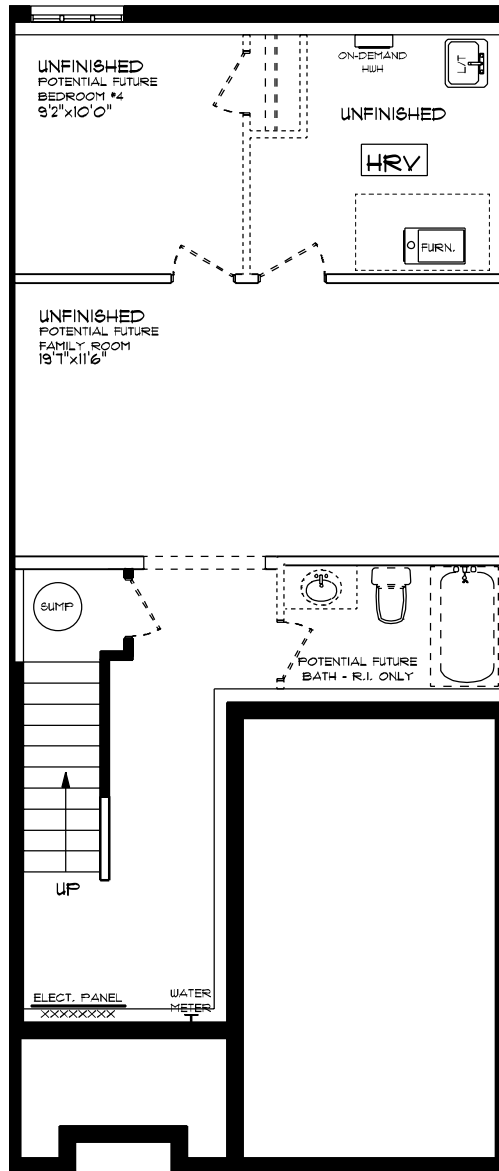 UNFINISHED
POTENTIAL FUTURE
BEDROOM #4
9'2"x10'0"
ON-DEMAND
HWH
L/T
UNFINISHED
HRV
FURN.
UNFINISHED
POTENTIAL FUTURE
FAMILY ROOM
19'7"x11'6"
SUMP
POTENTIAL FUTURE
BATH - R.I. ONLY
UP
ELECT. PANEL
WATER
METER